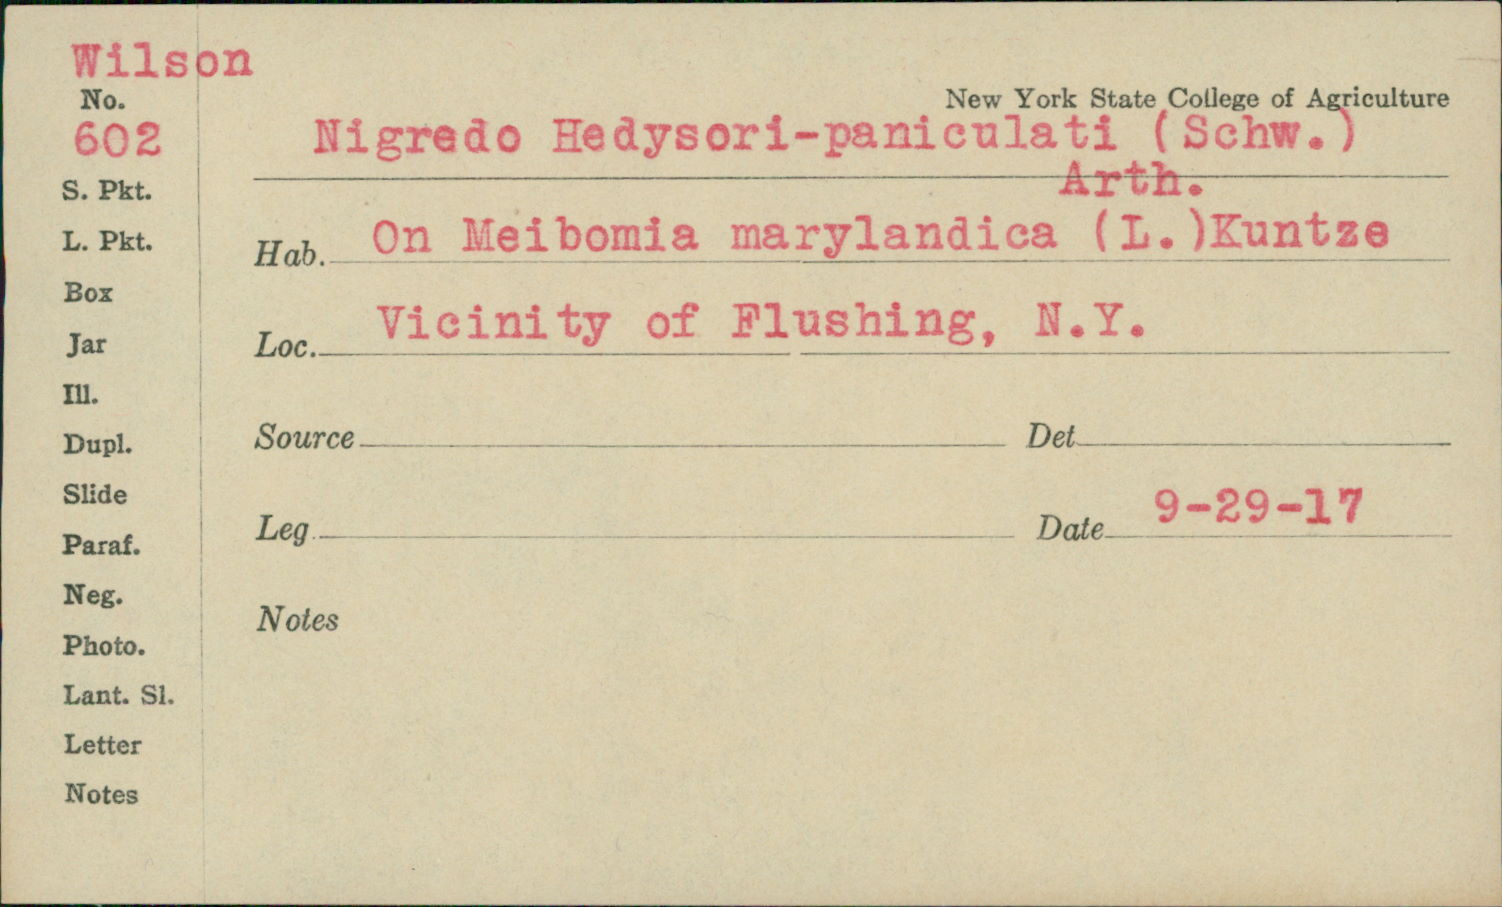 Wilson
No.
602
New York State College of Agriculture
Nigredo Hedysori-paniculati (Schw.)
Arth.
Hab. On Meibomia marylandica (L.)Kuntze
Loc. Vicinity of Flushing, N.Y.
Source Det
Leg. Date 9-29-17
Notes
S. Pkt.
L. Pkt.
Box
Jar
Ill.
Dupl.
Slide
Paraf.
Neg.
Photo.
Lant. Sl.
Letter
Notes